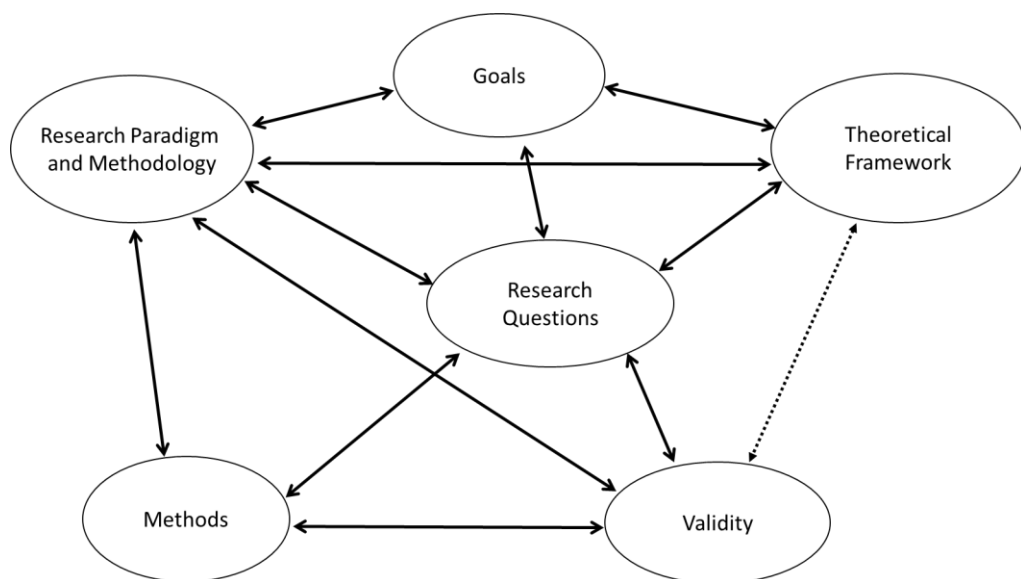 Goals
Research Paradigm
and Methodology
Theoretical
Framework
Research
Questions
Methods
Validity